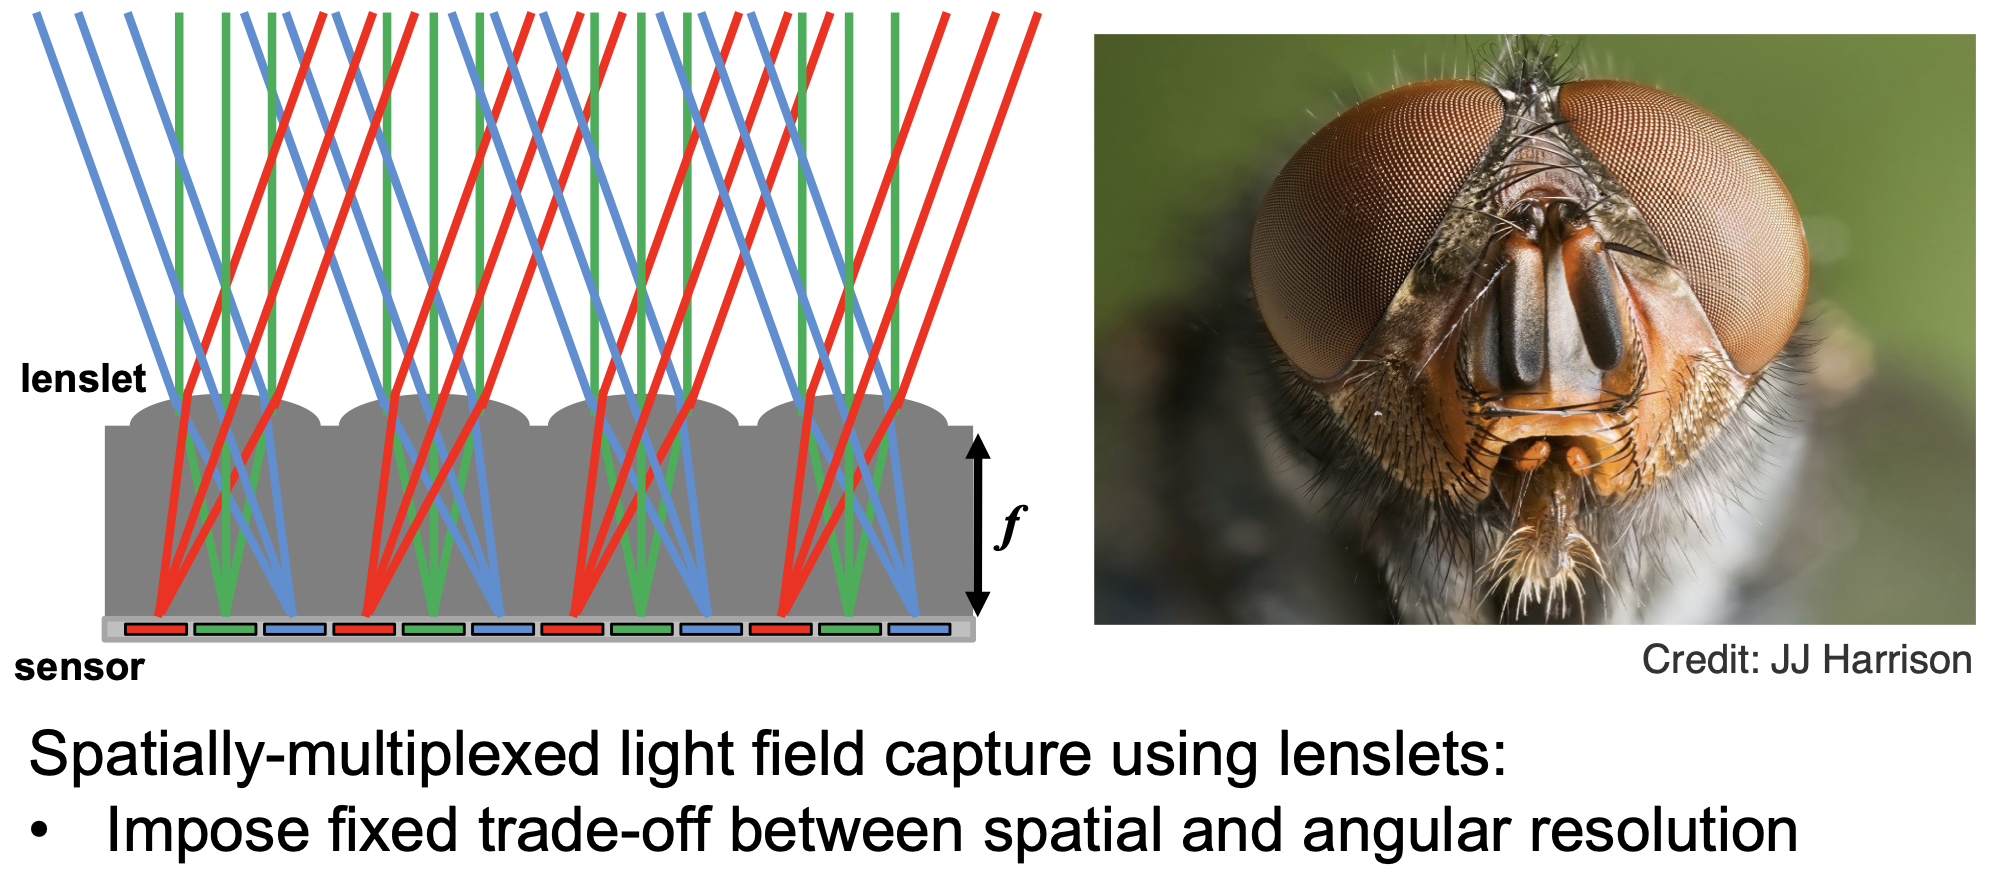 lenslet
f
sensor
Credit: JJ Harrison
Spatially-multiplexed light field capture using lenslets:
• Impose fixed trade-off between spatial and angular resolution